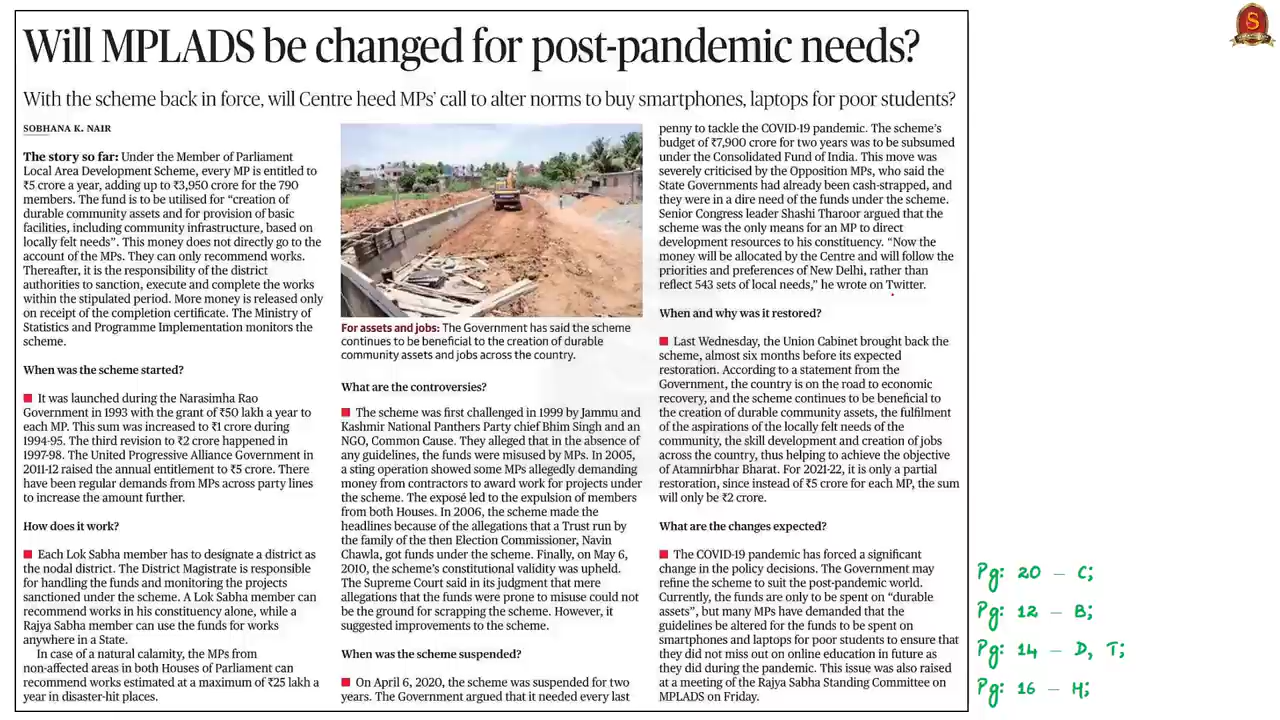 Will MPLADS be changed for post-pandemic needs?
With the scheme back in force, will Centre heed MPs' call to alter norms to buy smartphones, laptops for poor students?
SOBHANA K. NAIR
The story so far: Under the Member of Parliament
Local Area Development Scheme, every MP is entitled to
₹5 crore a year, adding up to ₹3,950 crore for the 790
members. The fund is to be utilised for “creation of
durable community assets and for provision of basic
facilities, including community infrastructure, based on
locally felt needs”. This money does not directly go to the
account of the MPs. They can only recommend works.
Thereafter, it is the responsibility of the district
authorities to sanction, execute and complete the works
within the stipulated period. More money is released only
on receipt of the completion certificate. The Ministry of
Statistics and Programme Implementation monitors the
scheme.
When was the scheme started?
It was launched during the Narasimha Rao
Government in 1993 with the grant of ₹50 lakh a year to
each MP. This sum was increased to ₹1 crore during
1994-95. The third revision to ₹2 crore happened in
1997-98. The United Progressive Alliance Government in
2011-12 raised the annual entitlement to ₹5 crore. There
have been regular demands from MPs across party lines
to increase the amount further.
How does it work?
Each Lok Sabha member has to designate a district as
the nodal district. The District Magistrate is responsible
for handling the funds and monitoring the projects
sanctioned under the scheme. A Lok Sabha member can
recommend works in his constituency alone, while a
Rajya Sabha member can use the funds for works
anywhere in a State.
In case of a natural calamity, the MPs from
non-affected areas in both Houses of Parliament can
recommend works estimated at a maximum of ₹25 lakh a
year in disaster-hit places.
For assets and jobs: The Government has said the scheme
continues to be beneficial to the creation of durable
community assets and jobs across the country.
What are the controversies?
The scheme was first challenged in 1999 by Jammu and
Kashmir National Panthers Party chief Bhim Singh and an
NGO, Common Cause. They alleged that in the absence of
any guidelines, the funds were misused by MPs. In 2005,
a sting operation showed some MPs allegedly demanding
money from contractors to award work for projects under
the scheme. The exposé led to the expulsion of members
from both Houses. In 2006, the scheme made the
headlines because of the allegations that a Trust run by
the family of the then Election Commissioner, Navin
Chawla, got funds under the scheme. Finally, on May 6,
2010, the scheme's constitutional validity was upheld.
The Supreme Court said in its judgment that mere
allegations that the funds were prone to misuse could not
be the ground for scrapping the scheme. However, it
suggested improvements to the scheme.
When was the scheme suspended?
On April 6, 2020, the scheme was suspended for two
years. The Government argued that it needed every last
penny to tackle the COVID-19 pandemic. The scheme's
budget of ₹7,900 crore for two years was to be subsumed
under the Consolidated Fund of India. This move was
severely criticised by the Opposition MPs, who said the
State Governments had already been cash-strapped, and
they were in a dire need of the funds under the scheme.
Senior Congress leader Shashi Tharoor argued that the
scheme was the only means for an MP to direct
development resources to his constituency. “Now the
money will be allocated by the Centre and will follow the
priorities and preferences of New Delhi, rather than
reflect 543 sets of local needs,” he wrote on Twitter.
When and why was it restored?
Last Wednesday, the Union Cabinet brought back the
scheme, almost six months before its expected
restoration. According to a statement from the
Government, the country is on the road to economic
recovery, and the scheme continues to be beneficial to
the creation of durable community assets, the fulfilment
of the aspirations of the locally felt needs of the
community, the skill development and creation of jobs
across the country, thus helping to achieve the objective
of Atamnirbhar Bharat. For 2021-22, it is only a partial
restoration, since instead of ₹5 crore for each MP, the sum
will only be ₹2 crore.
What are the changes expected?
The COVID-19 pandemic has forced a significant
change in the policy decisions. The Government may
refine the scheme to suit the post-pandemic world.
Currently, the funds are only to be spent on “durable
assets”, but many MPs have demanded that the
guidelines be altered for the funds to be spent on
smartphones and laptops for poor students to ensure that
they did not miss out on online education in future as
they did during the pandemic. This issue was also raised
at a meeting of the Rajya Sabha Standing Committee on
MPLADS on Friday.
Pg: 20 – C;
Pg: 12 – B;
Pg: 14 – D, T;
Pg: 16 – H;